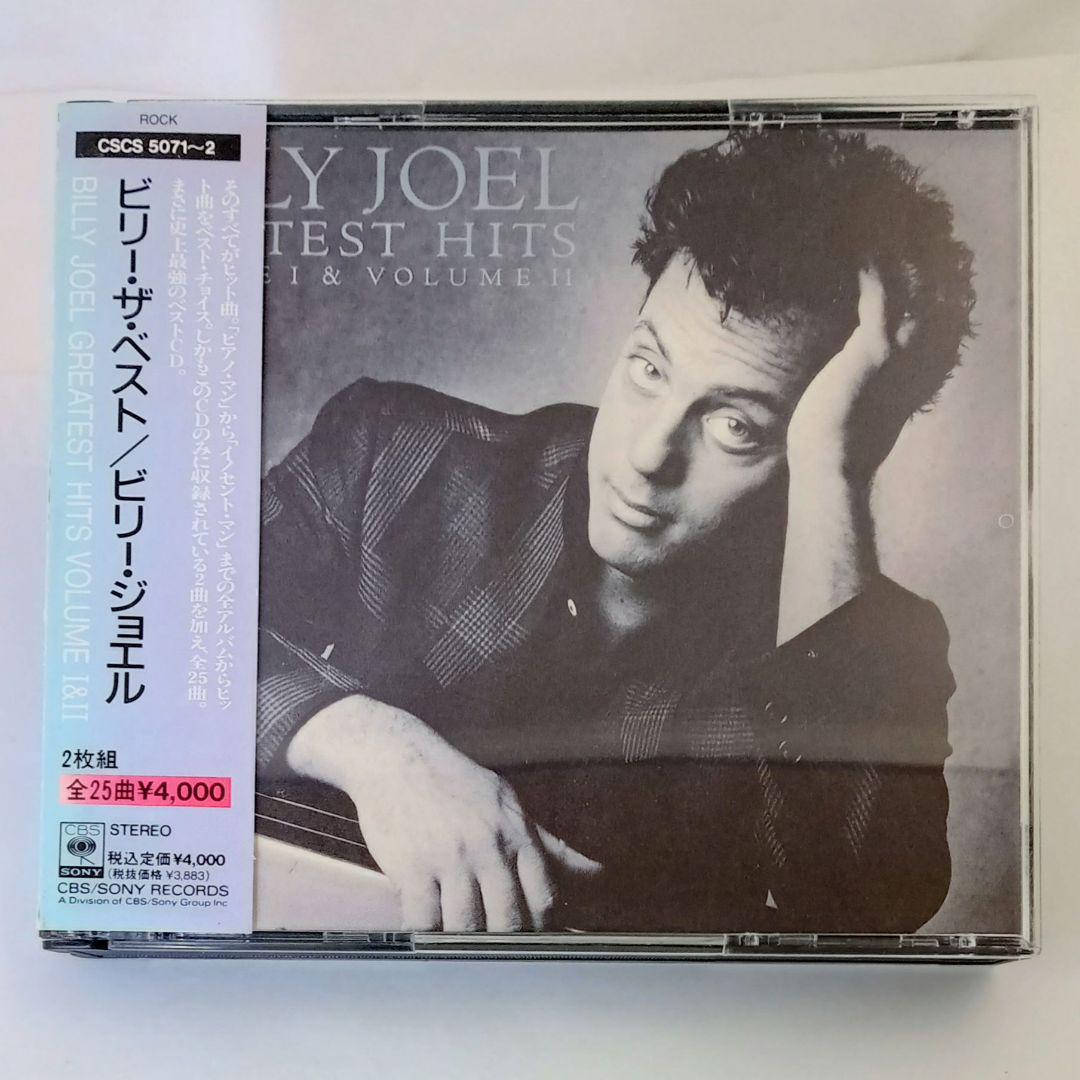 ROCK
CSCS 5071〜2
ビリー・ザ・ベスト/ビリー・ジョエル
BILLY JOEL GREATEST HITS VOLUME I&II
そのすべてがヒット曲。「ピアノ・マン」から「イノセント・マン」までの全アルバムからヒッ
ト曲をベスト・チョイス。しかもこのCDのみに収録されている2曲を加え、全25曲。
まさに史上最強のベストCD。
2枚組
全25曲¥4,000
CBS
SONY
STEREO
税込定価¥4,000
(税抜価格 ¥3,883)
CBS/SONY RECORDS
A Division of CBS/Sony Group Inc
LY JOEL
TEST HITS
E I & VOLUME II